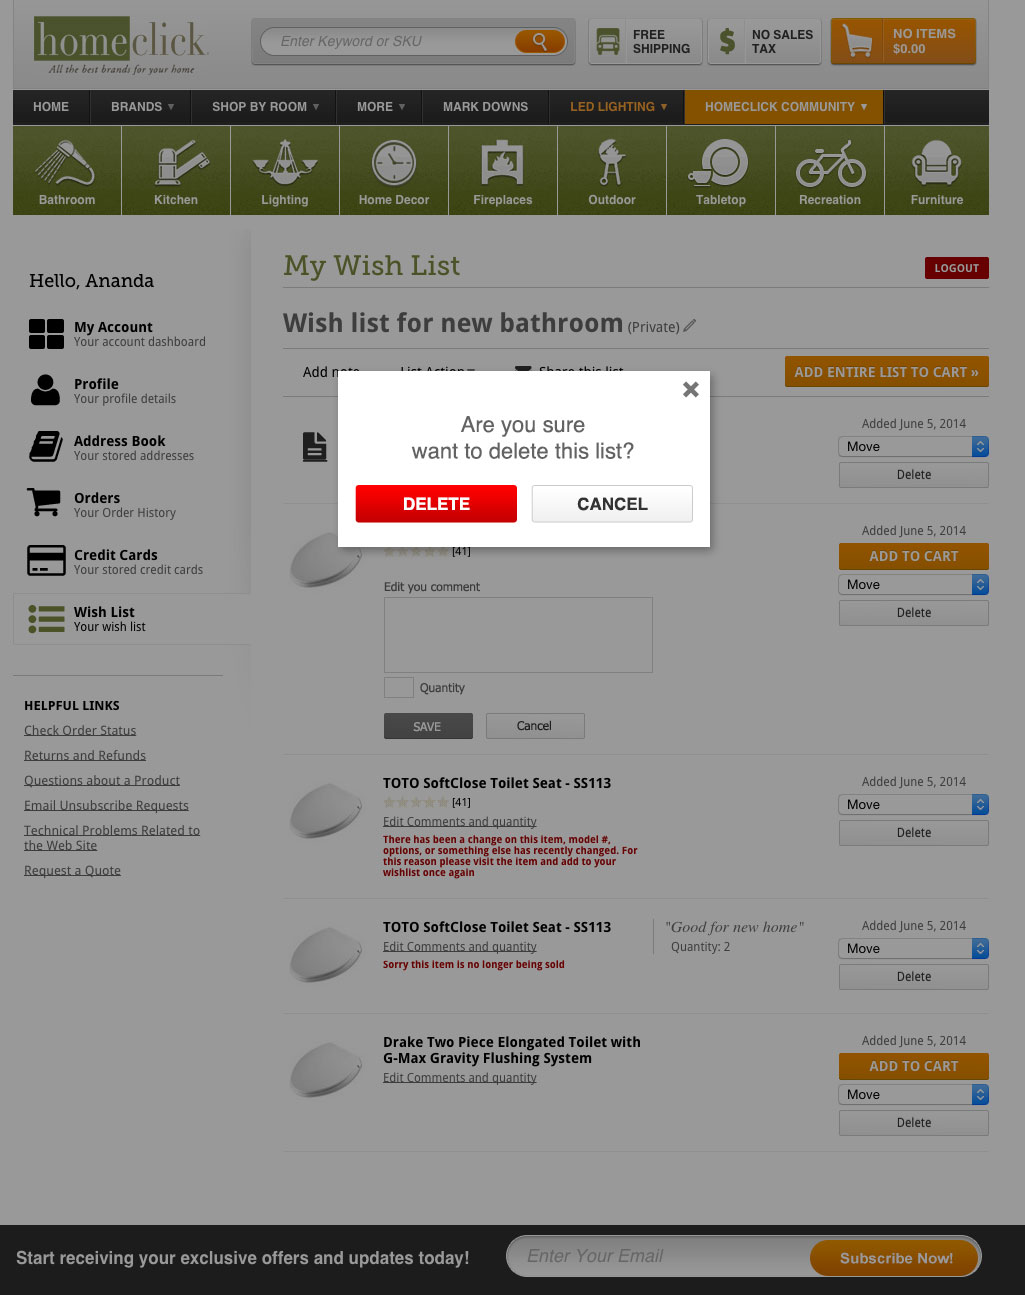 homeclick
All the best brands for your home
Enter Keyword or SKU
FREE
SHIPPING
NO SALES
TAX
NO ITEMS
$0.00
HOME
BRANDS
SHOP BY ROOM
MORE
MARK DOWNS
LED LIGHTING
HOMECLICK COMMUNITY
Bathroom
Kitchen
Lighting
Home Decor
Fireplaces
Outdoor
Tabletop
Recreation
Furniture
Hello, Ananda
My Account
Your account dashboard
Profile
Your profile details
Address Book
Your stored addresses
Orders
Your Order History
Credit Cards
Your stored credit cards
Wish List
Your wish list
HELPFUL LINKS
Check Order Status
Returns and Refunds
Questions about a Product
Email Unsubscribe Requests
Technical Problems Related to
the Web Site
Request a Quote
My Wish List
LOGOUT
Wish list for new bathroom (Private)
Add note
List Action
Share this list
ADD ENTIRE LIST TO CART »
Are you sure
want to delete this list?
DELETE
CANCEL
Added June 5, 2014
Move
Delete
[41]
Edit you comment
Quantity
SAVE
Cancel
Added June 5, 2014
ADD TO CART
Move
Delete
TOTO SoftClose Toilet Seat - SS113
[41]
Edit Comments and quantity
There has been a change on this item, model #,
options, or something else has recently changed. For
this reason please visit the item and add to your
wishlist once again
Added June 5, 2014
Move
Delete
TOTO SoftClose Toilet Seat - SS113
Edit Comments and quantity
Sorry this item is no longer being sold
"Good for new home"
Quantity: 2
Added June 5, 2014
Move
Delete
Drake Two Piece Elongated Toilet with
G-Max Gravity Flushing System
Edit Comments and quantity
Added June 5, 2014
ADD TO CART
Move
Delete
Start receiving your exclusive offers and updates today!
Enter Your Email
Subscribe Now!